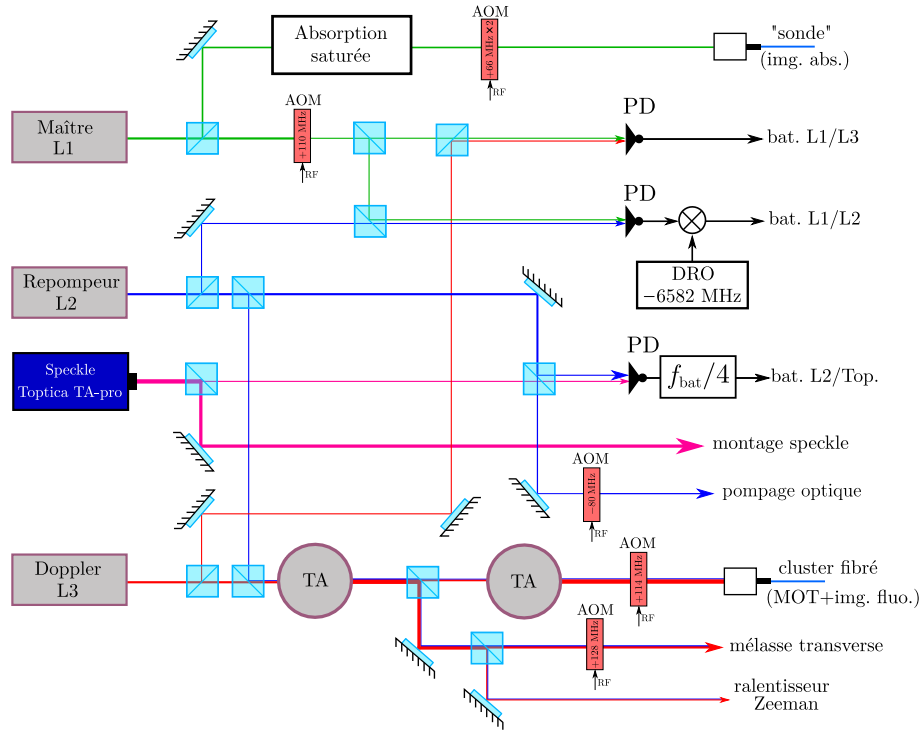 Absorption
saturée
AOM
+66 MHz ×2
RF
"sonde"
(img. abs.)
Maître
L1
AOM
+110 MHz
RF
PD
bat. L1/L3
PD
bat. L1/L2
DRO
−6582 MHz
Repompeur
L2
Speckle
Toptica TA-pro
PD
f_bat/4
bat. L2/Top.
montage speckle
AOM
−80 MHz
RF
pompage optique
Doppler
L3
TA
TA
AOM
+114 MHz
RF
cluster fibré
(MOT+img. fluo.)
AOM
+128 MHz
RF
mélasse transverse
ralentisseur
Zeeman